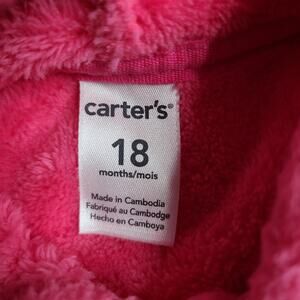 carter's®
18
months/mois
Made in Cambodia
Fabriqué au Cambodge
Hecho en Camboya